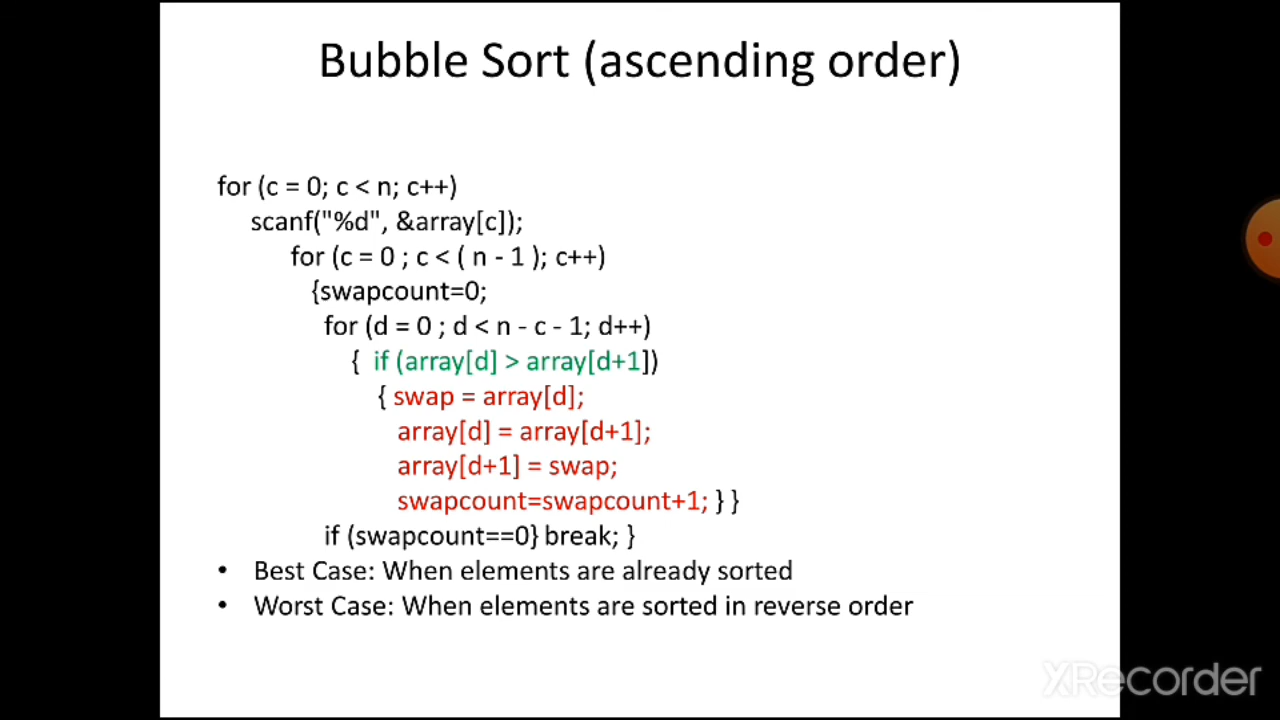 Bubble Sort (ascending order)
for (c = 0; c < n; c++)
scanf("%d", &array[c]);
for (c = 0 ; c < ( n - 1 ); c++)
{swapcount=0;
for (d = 0 ; d < n - c - 1; d++)
{ if (array[d] > array[d+1])
{ swap = array[d];
array[d] = array[d+1];
array[d+1] = swap;
swapcount=swapcount+1; } }
if (swapcount==0} break; }
• Best Case: When elements are already sorted
• Worst Case: When elements are sorted in reverse order
XRecorder